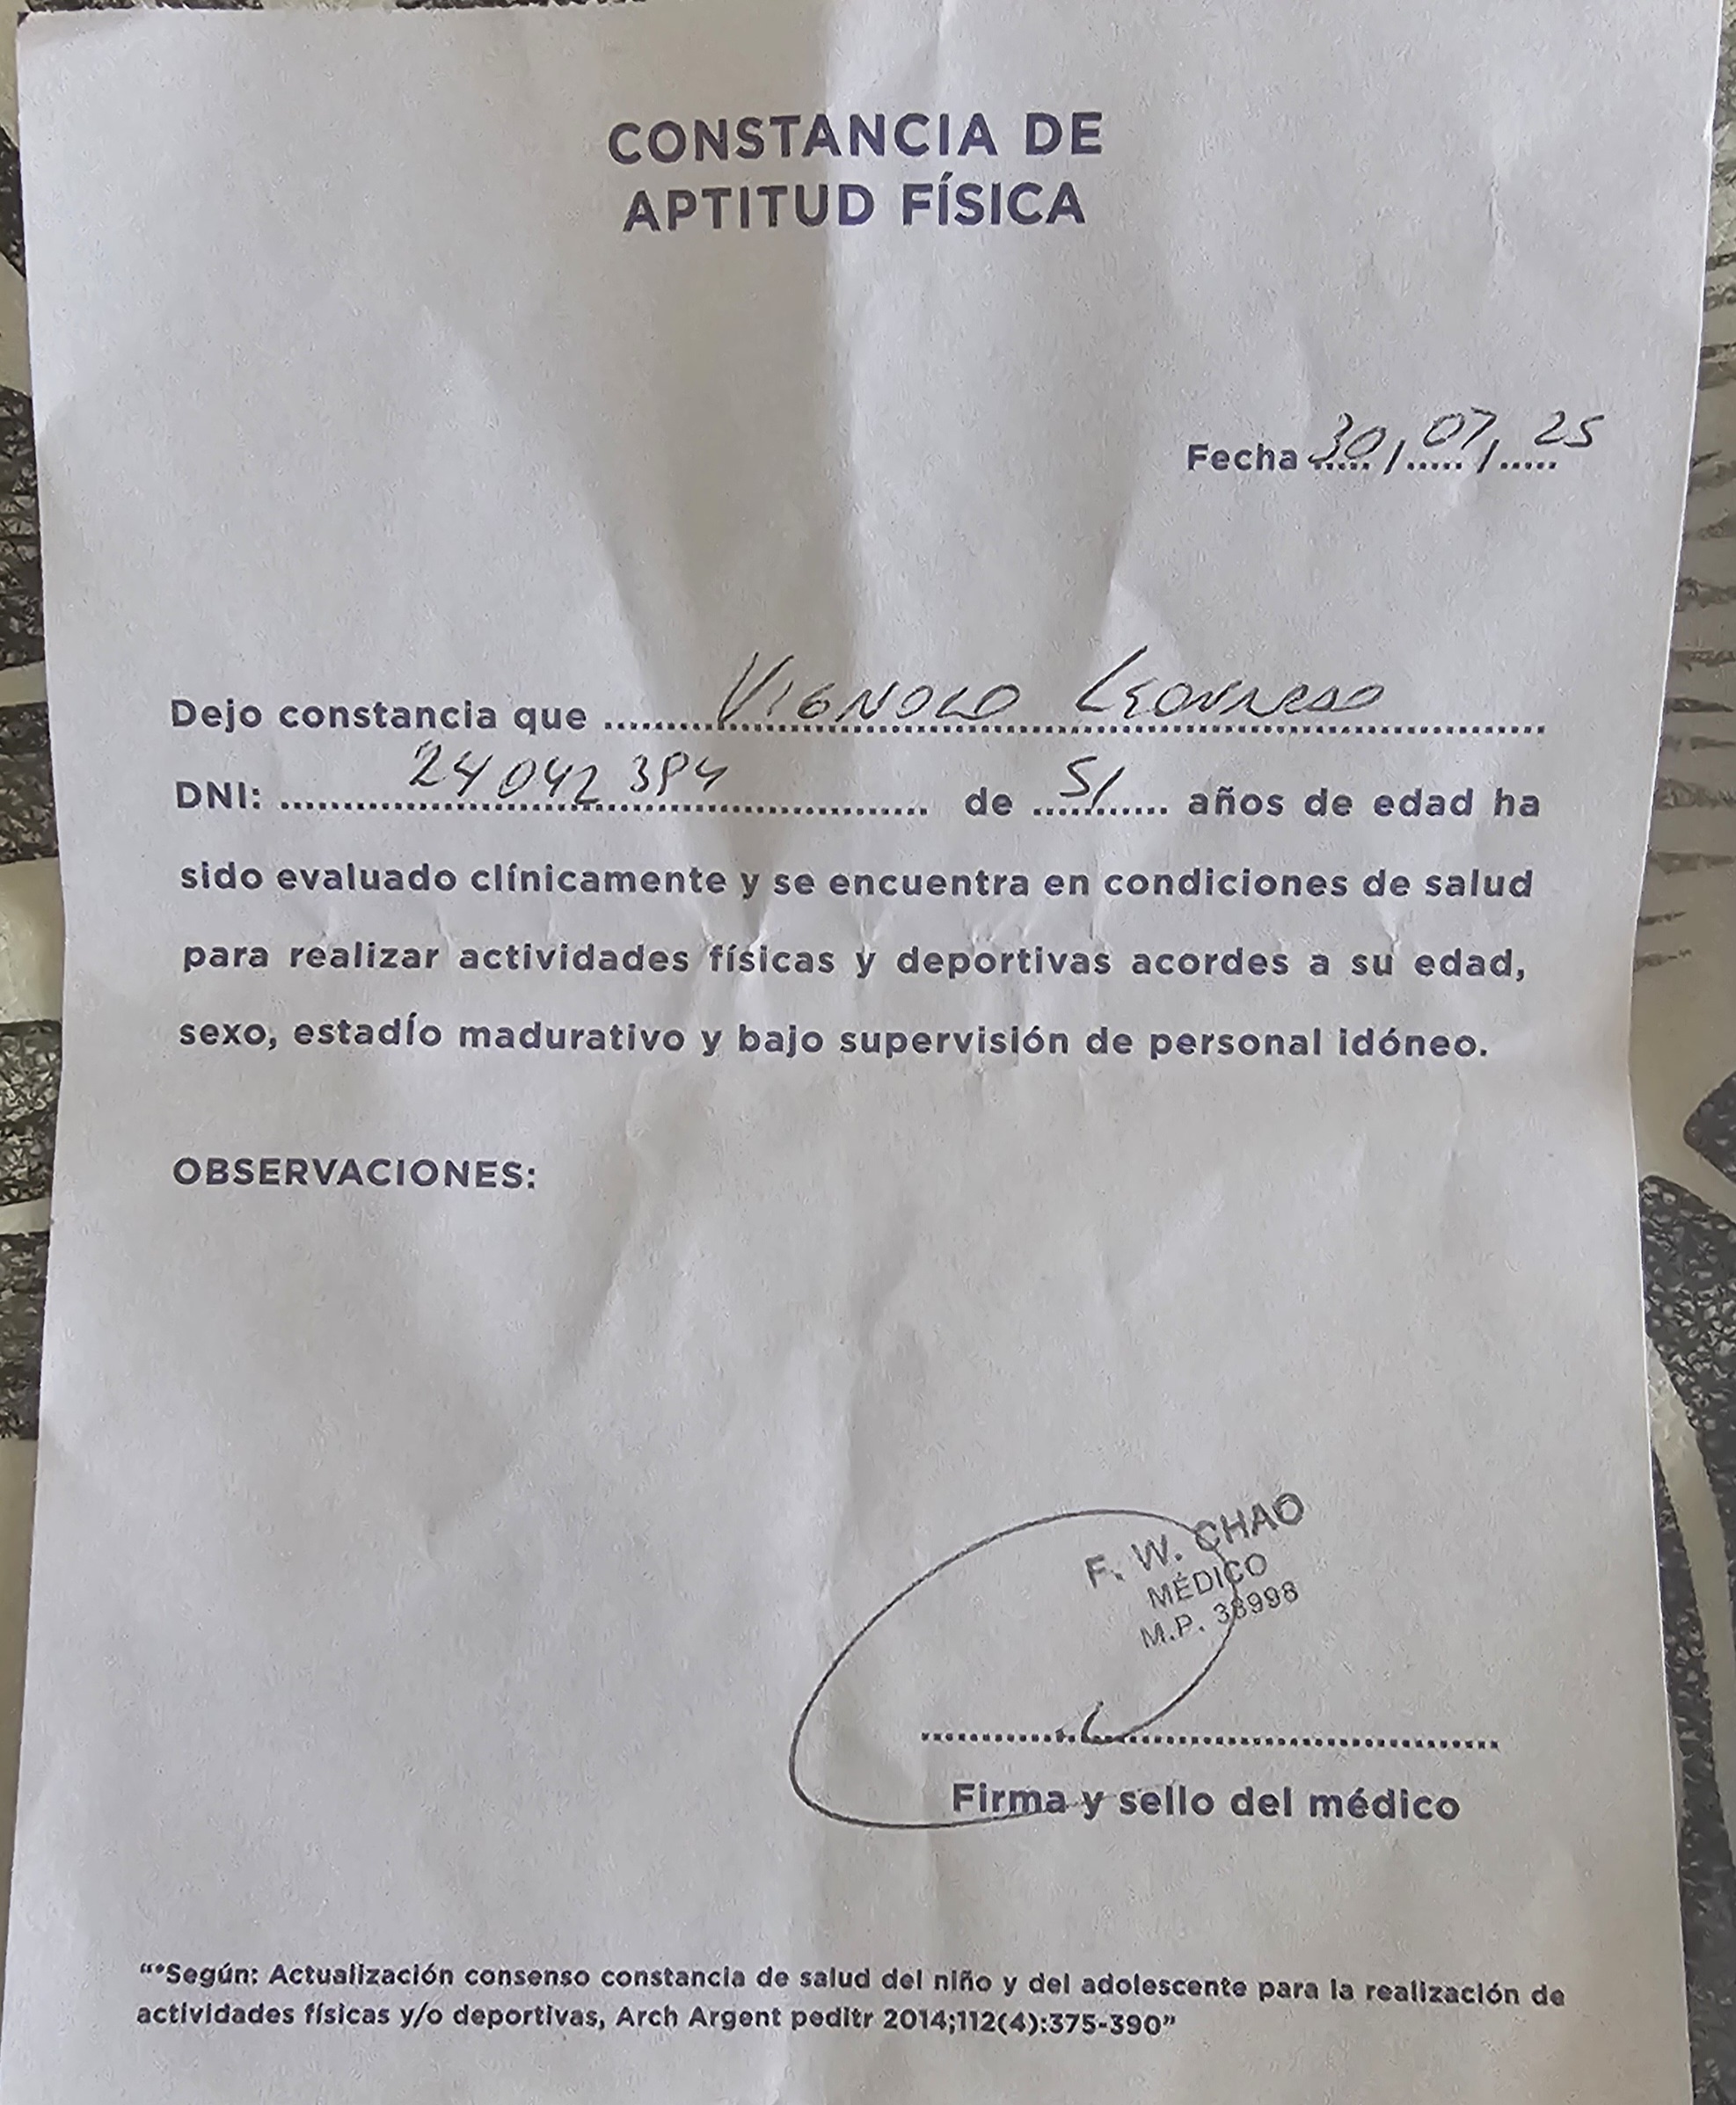 CONSTANCIA DE
APTITUD FÍSICA
Fecha 30/07/25
Dejo constancia que Vignolo Leonardo
DNI: 24 042 394 de 51 años de edad ha
sido evaluado clínicamente y se encuentra en condiciones de salud
para realizar actividades físicas y deportivas acordes a su edad,
sexo, estadío madurativo y bajo supervisión de personal idóneo.
OBSERVACIONES:
F. W. CHAO
MÉDICO
M.P. 38998
Firma y sello del médico
“*Según: Actualización consenso constancia de salud del niño y del adolescente para la realización de
actividades físicas y/o deportivas, Arch Argent peditr 2014;112(4):375-390”